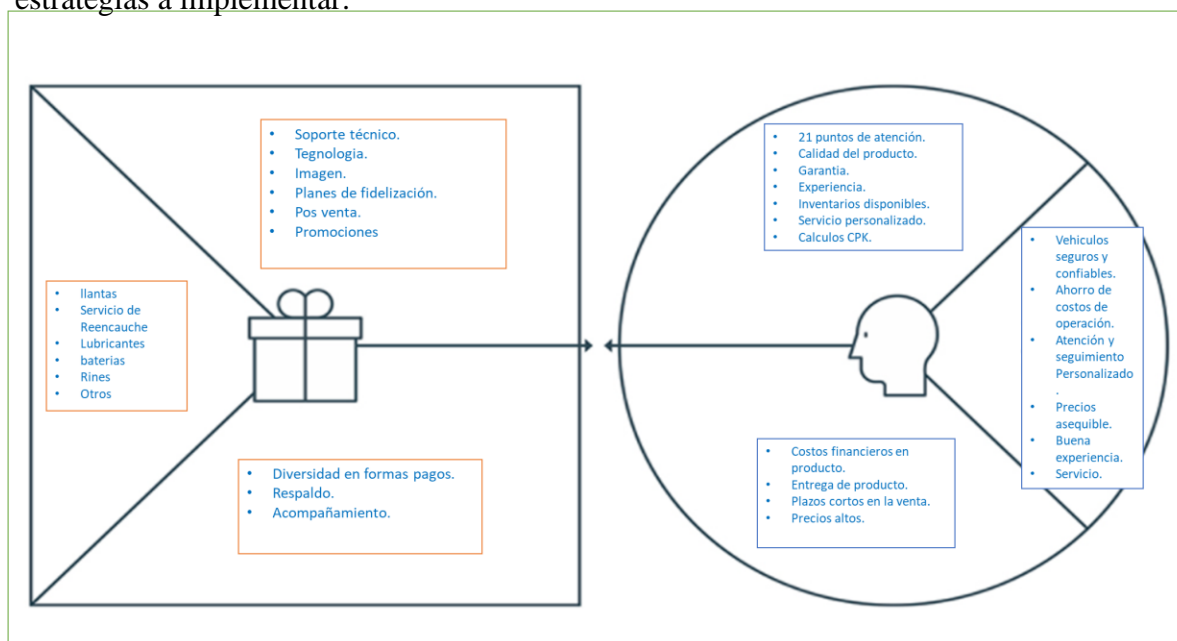 estrategias a implementar.
• Soporte técnico.
• Tegnologia.
• Imagen.
• Planes de fidelización.
• Pos venta.
• Promociones
• llantas
• Servicio de
Reencauche
• Lubricantes
• baterias
• Rines
• Otros
• Diversidad en formas pagos.
• Respaldo.
• Acompañamiento.
• 21 puntos de atención.
• Calidad del producto.
• Garantia.
• Experiencia.
• Inventarios disponibles.
• Servicio personalizado.
• Calculos CPK.
• Vehiculos
seguros y
confiables.
• Ahorro de
costos de
operación.
• Atención y
seguimiento
Personalizado
.
• Precios
asequible.
• Buena
experiencia.
• Servicio.
• Costos financieros en
producto.
• Entrega de producto.
• Plazos cortos en la venta.
• Precios altos.